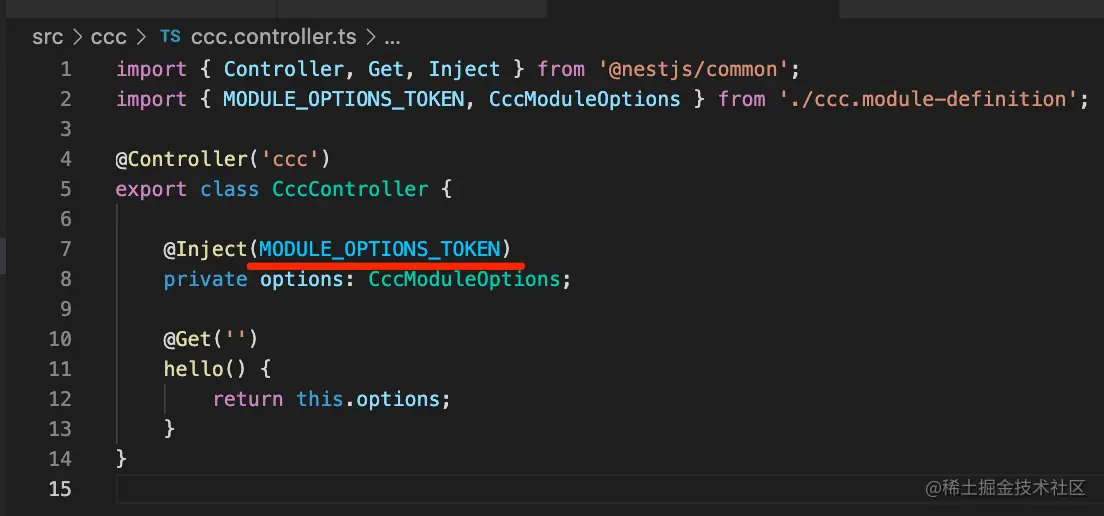 src > ccc > TS ccc.controller.ts > ...
1 import { Controller, Get, Inject } from '@nestjs/common';
2 import { MODULE_OPTIONS_TOKEN, CccModuleOptions } from './ccc.module-definition';
3
4 @Controller('ccc')
5 export class CccController {
6
7 @Inject(MODULE_OPTIONS_TOKEN)
8 private options: CccModuleOptions;
9
10 @Get('')
11 hello() {
12 return this.options;
13 }
14 }
15
@稀土掘金技术社区